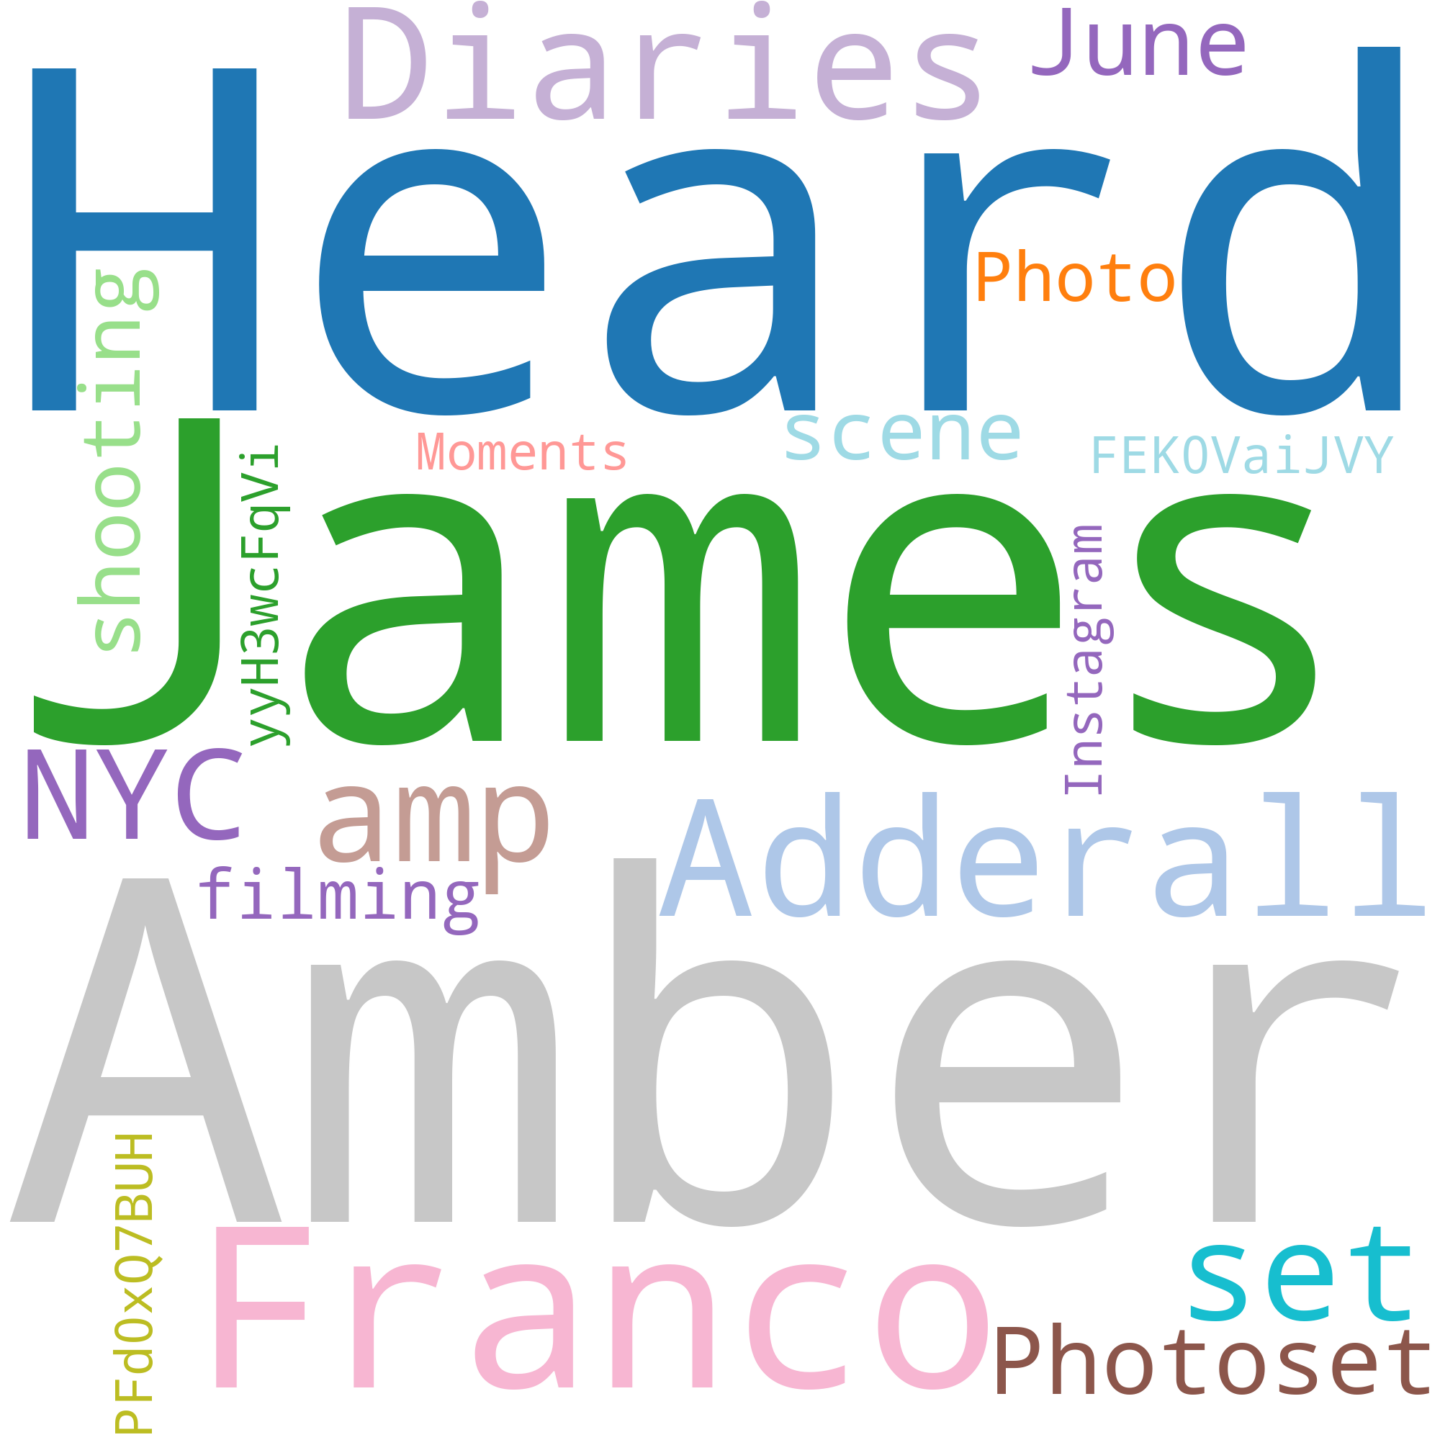 Diaries
June
Heard
Photo
shooting
Moments
scene
FEK0VaiJVY
yyH3wcFqVi
James
Instagram
NYC
amp
Adderall
filming
Amber
PFd0xQ7BUH
Franco
set
Photoset